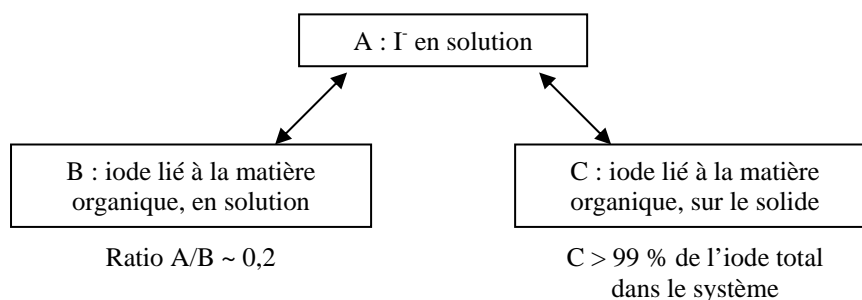 A : I⁻ en solution
B : iode lié à la matière
organique, en solution
C : iode lié à la matière
organique, sur le solide
Ratio A/B ~ 0,2
C > 99 % de l'iode total
dans le système